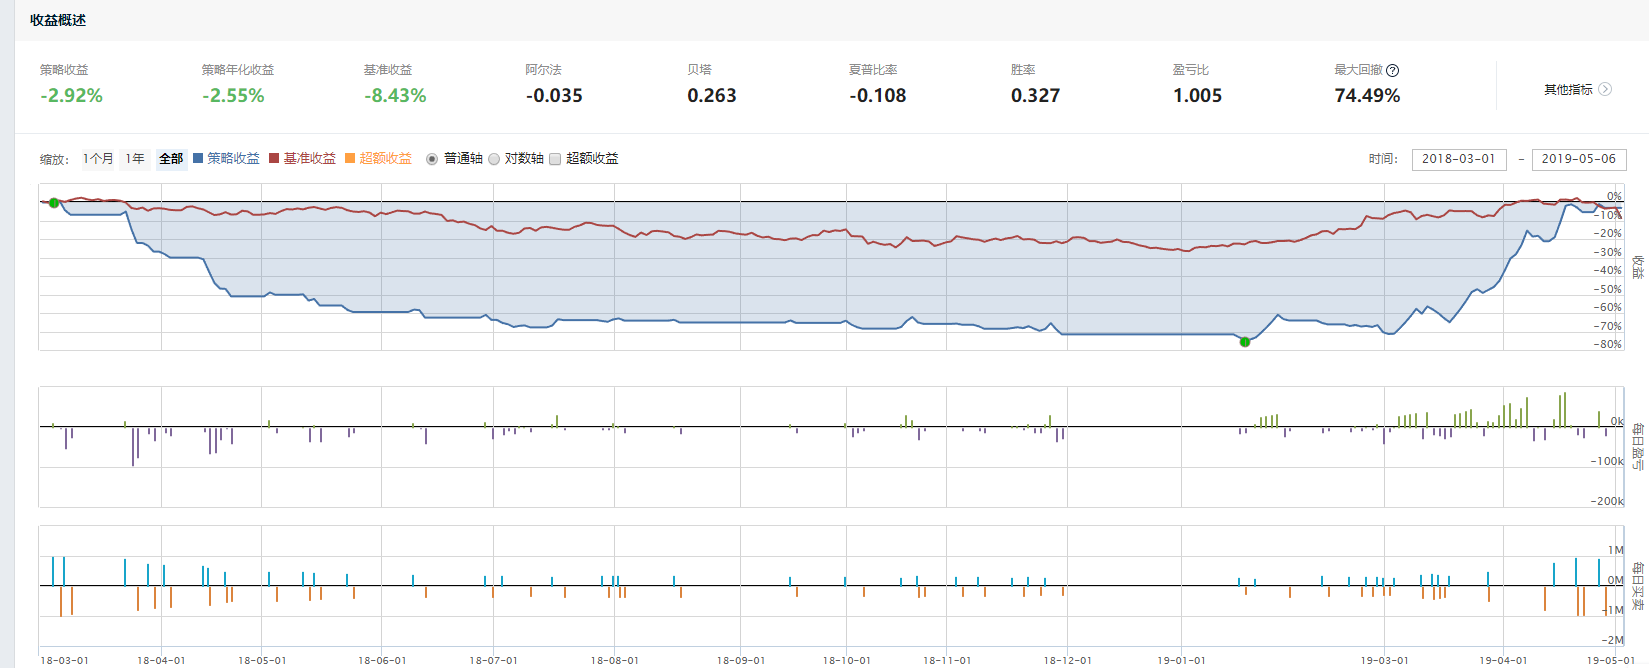 收益概述
策略收益 策略年化收益 基准收益 阿尔法 贝塔 夏普比率 胜率 盈亏比 最大回撤 ?
-2.92% -2.55% -8.43% -0.035 0.263 -0.108 0.327 1.005 74.49% 其他指标
缩放: 1个月 1年 全部 策略收益 基准收益 超额收益 普通轴 对数轴 超额收益 时间: 2018-03-01 - 2019-05-06
0%
-10%
-20%
-30%
-40%
-50%
-60%
-70%
-80%
收益
0k
-100k
-200k
每日盈亏
1M
0M
-1M
-2M
每日买卖
18-03-01 18-04-01 18-05-01 18-06-01 18-07-01 18-08-01 18-09-01 18-10-01 18-11-01 18-12-01 19-01-01 19-03-01 19-04-01 19-05-01